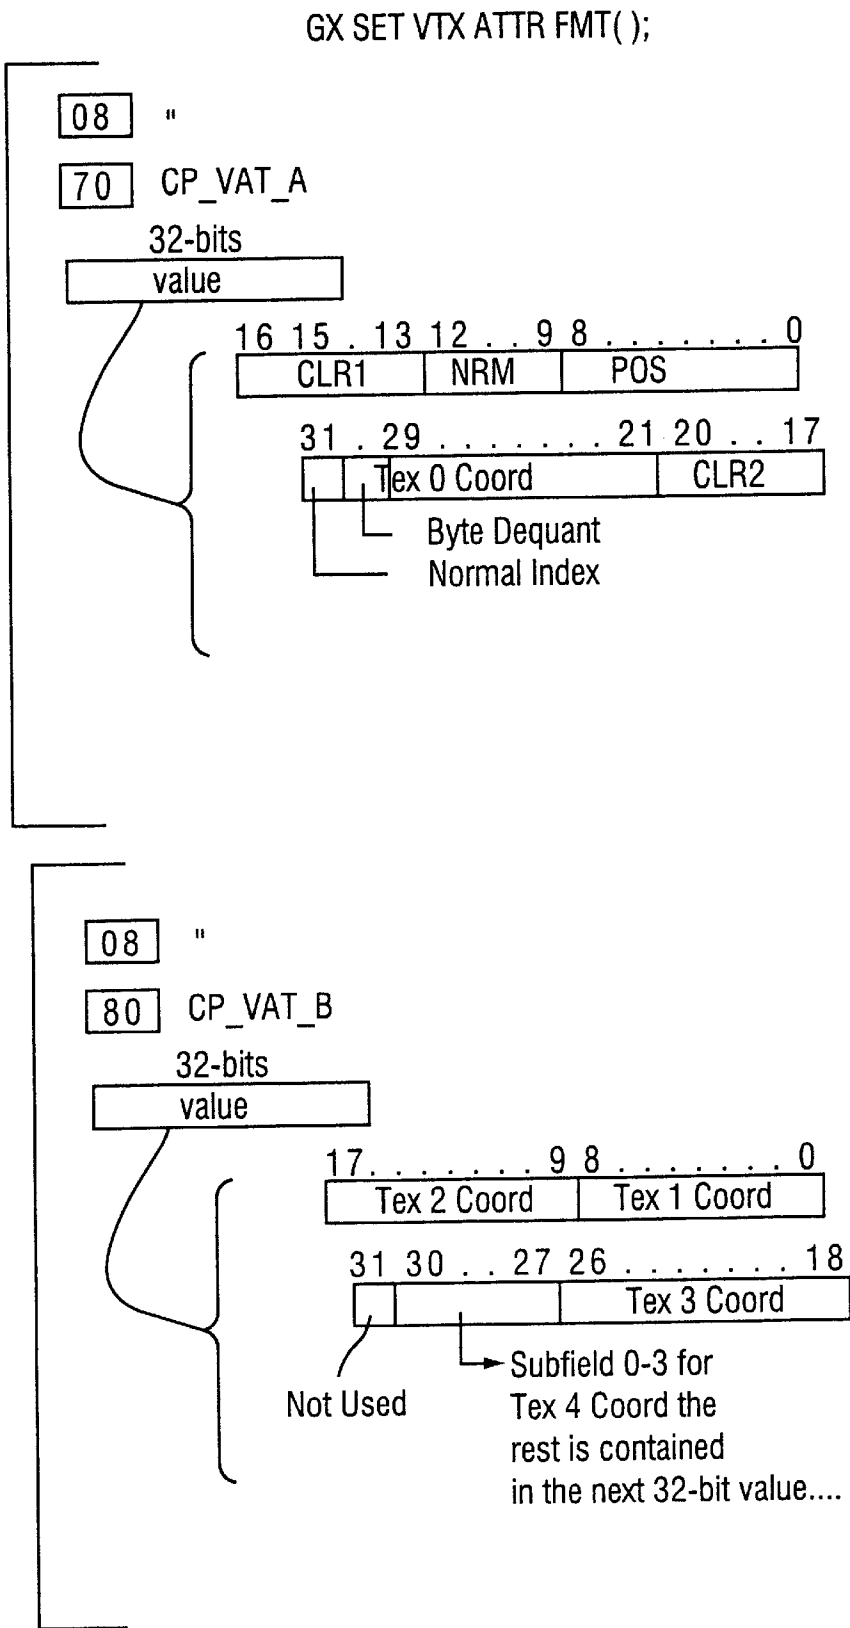 GX SET VTX ATTR FMT( );
08 "
70 CP_VAT_A
32-bits
value
16 15 . 13 12 . . 9 8 . . . . . . . 0
CLR1 NRM POS
31 . 29 . . . . . . . 21 20 . . 17
Tex 0 Coord CLR2
Byte Dequant
Normal Index
08 "
80 CP_VAT_B
32-bits
value
17. . . . . . . 9 8 . . . . . . . 0
Tex 2 Coord Tex 1 Coord
31 30 . . 27 26 . . . . . . . 18
Tex 3 Coord
Not Used
Subfield 0-3 for
Tex 4 Coord the
rest is contained
in the next 32-bit value....